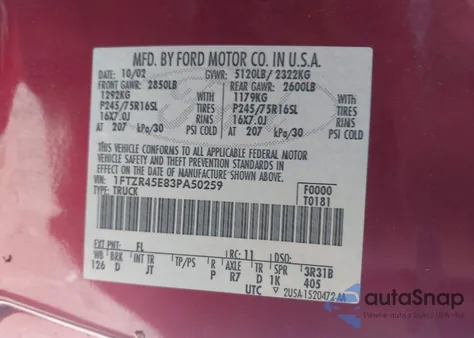 MFD. BY FORD MOTOR CO. IN U.S.A.
10/02 GVWR: 5120LB/ 2322KG
FRONT GAWR: 2850LB REAR GAWR: 2600LB
1292KG WITH 1179KG WITH
P245/75R16SL TIRES P245/75R16SL TIRES
16X7.0J RIMS 16X7.0J RIMS
AT 207 kPa/30 PSI COLD AT 207 kPa/30 PSI COLD
THIS VEHICLE CONFORMS TO ALL APPLICABLE FEDERAL MOTOR
VEHICLE SAFETY AND THEFT PREVENTION STANDARDS IN EFFECT
ON THE DATE OF MANUFACTURE SHOWN ABOVE.
VIN: 1FTZR45E83PA50259 F0000
TYPE: TRUCK T0181
EXT PNT: FL RC: 11 DSO:
WB BRK INT TR TP/PS R AXLE TR SPR 3R31B
126 D JT P R7 D 1K 405
UTC 2USA-1520472-AA
autoSnap